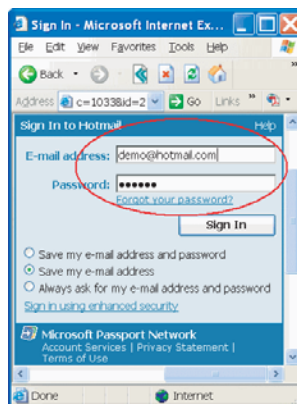 Sign In - Microsoft Internet Ex...
File Edit View Favorites Tools Help
Back
Address c=1033&id=2 Go Links
Sign In to Hotmail Help
E-mail address: demo@hotmail.com
Password: ••••••
Forgot your password?
Sign In
Save my e-mail address and password
Save my e-mail address
Always ask for my e-mail address and password
Sign in using enhanced security
Microsoft Passport Network
Account Services | Privacy Statement |
Terms of Use
Done Internet